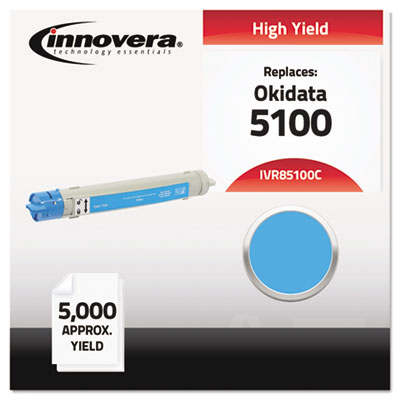 innovera®
technology essentials
High Yield
Replaces:
Okidata
5100
IVR85100C
5,000
APPROX.
YIELD